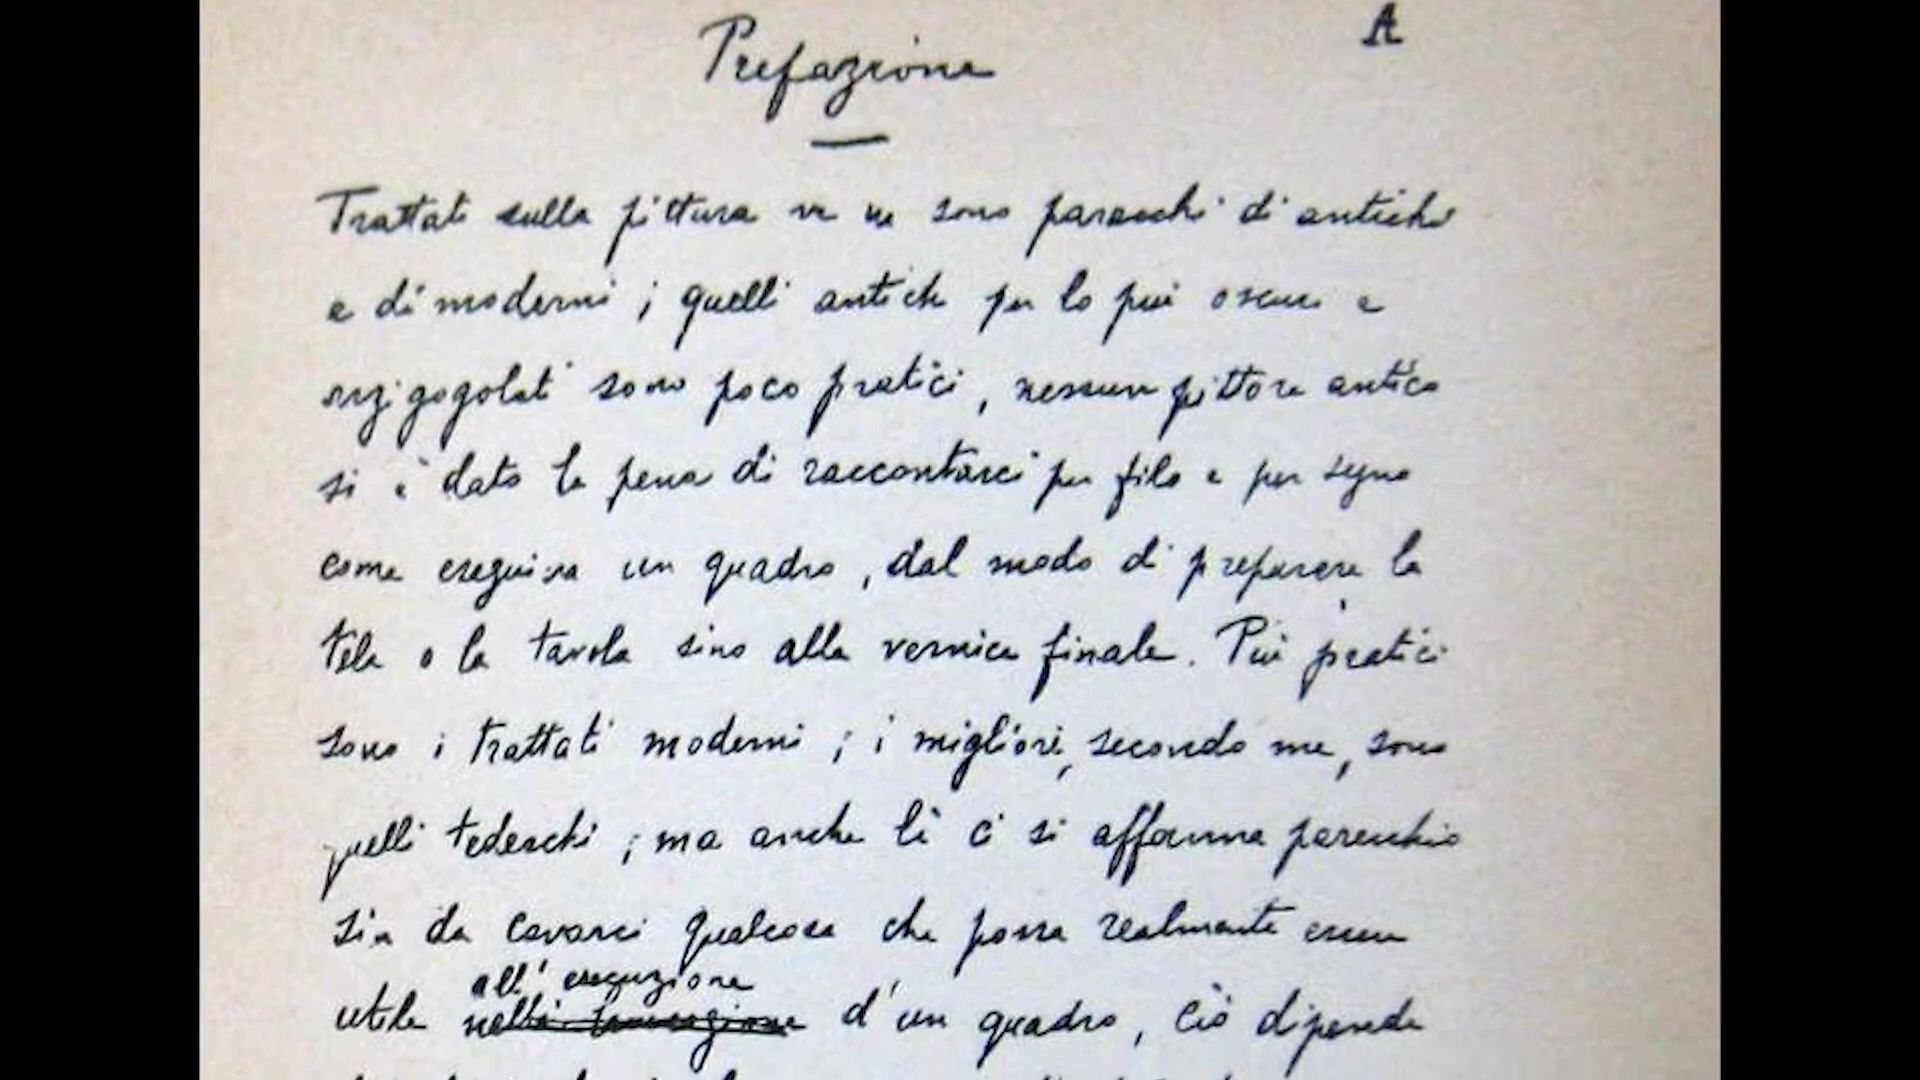 Prefazione
A
Trattati sulla pittura ve ne sono parecchi di antichi
e di moderni; quelli antichi per lo più oscuri e
arzigogolati sono poco pratici, nessun pittore antico
si è dato la pena di raccontarci per filo e per segno
come eseguiva un quadro, dal modo di preparare la
tela o la tavola sino alla vernice finale. Più pratici
sono i trattati moderni; i migliori, secondo me, sono
quelli tedeschi; ma anche lì ci si affanna parecchio
sin da cavarci qualcosa che possa realmente essere
all'esecuzione
utile d'un quadro, ciò dipende